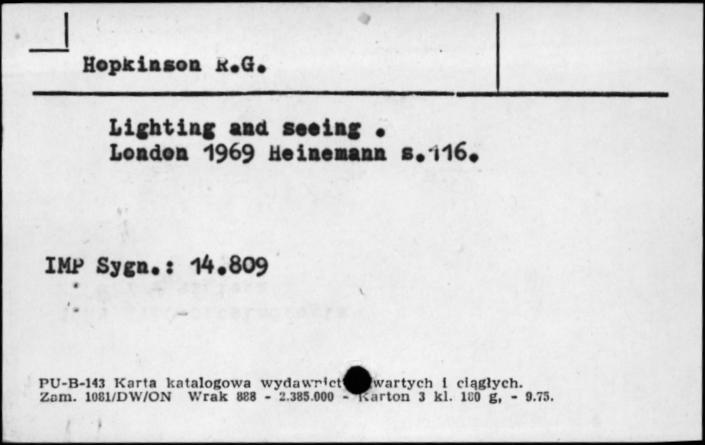 Hopkinson R.G.
Lighting and seeing .
London 1969 Heinemann s.116.
IMP Sygn.: 14.809
PU-B-143 Karta katalogowa wydawnict wartych i ciągłych.
Zam. 1081/DW/ON Wrak 888 - 2.385.000 - Karton 3 kl. 180 g, - 9.75.